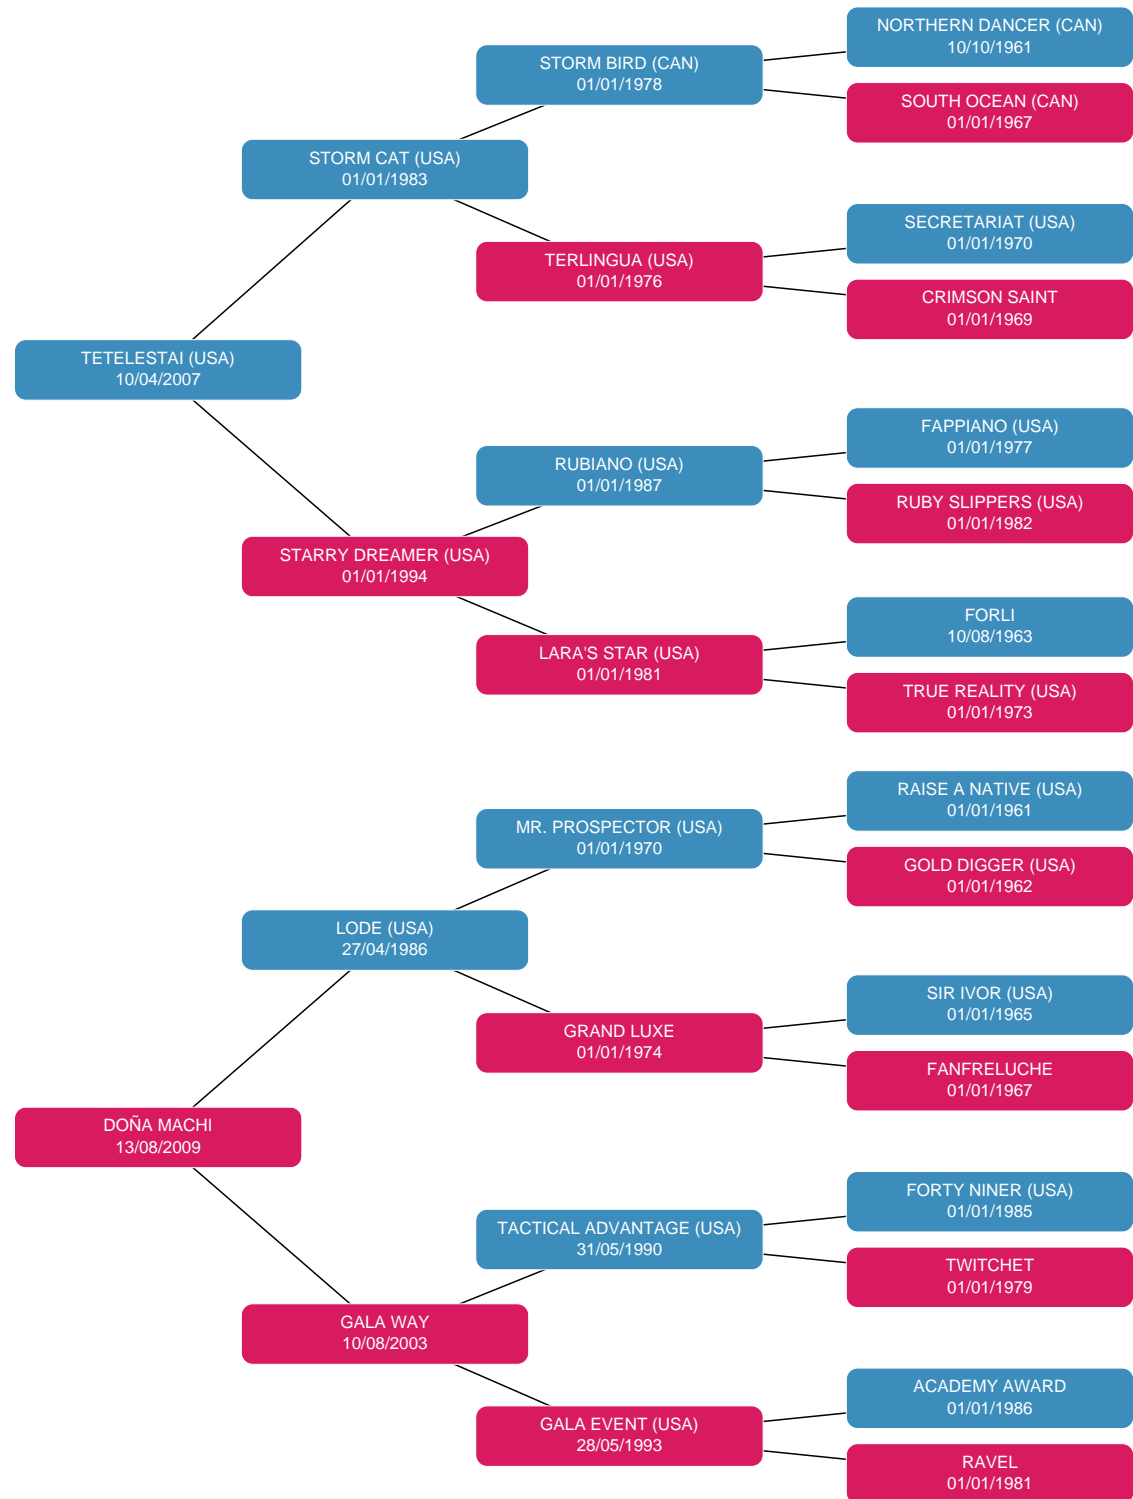 NORTHERN DANCER (CAN)
10/10/1961
STORM BIRD (CAN)
01/01/1978
SOUTH OCEAN (CAN)
01/01/1967
STORM CAT (USA)
01/01/1983
SECRETARIAT (USA)
01/01/1970
TERLINGUA (USA)
01/01/1976
CRIMSON SAINT
01/01/1969
TETELESTAI (USA)
10/04/2007
FAPPIANO (USA)
01/01/1977
RUBIANO (USA)
01/01/1987
RUBY SLIPPERS (USA)
01/01/1982
STARRY DREAMER (USA)
01/01/1994
FORLI
10/08/1963
LARA'S STAR (USA)
01/01/1981
TRUE REALITY (USA)
01/01/1973
RAISE A NATIVE (USA)
01/01/1961
MR. PROSPECTOR (USA)
01/01/1970
GOLD DIGGER (USA)
01/01/1962
LODE (USA)
27/04/1986
SIR IVOR (USA)
01/01/1965
GRAND LUXE
01/01/1974
FANFRELUCHE
01/01/1967
DOÑA MACHI
13/08/2009
FORTY NINER (USA)
01/01/1985
TACTICAL ADVANTAGE (USA)
31/05/1990
TWITCHET
01/01/1979
GALA WAY
10/08/2003
ACADEMY AWARD
01/01/1986
GALA EVENT (USA)
28/05/1993
RAVEL
01/01/1981